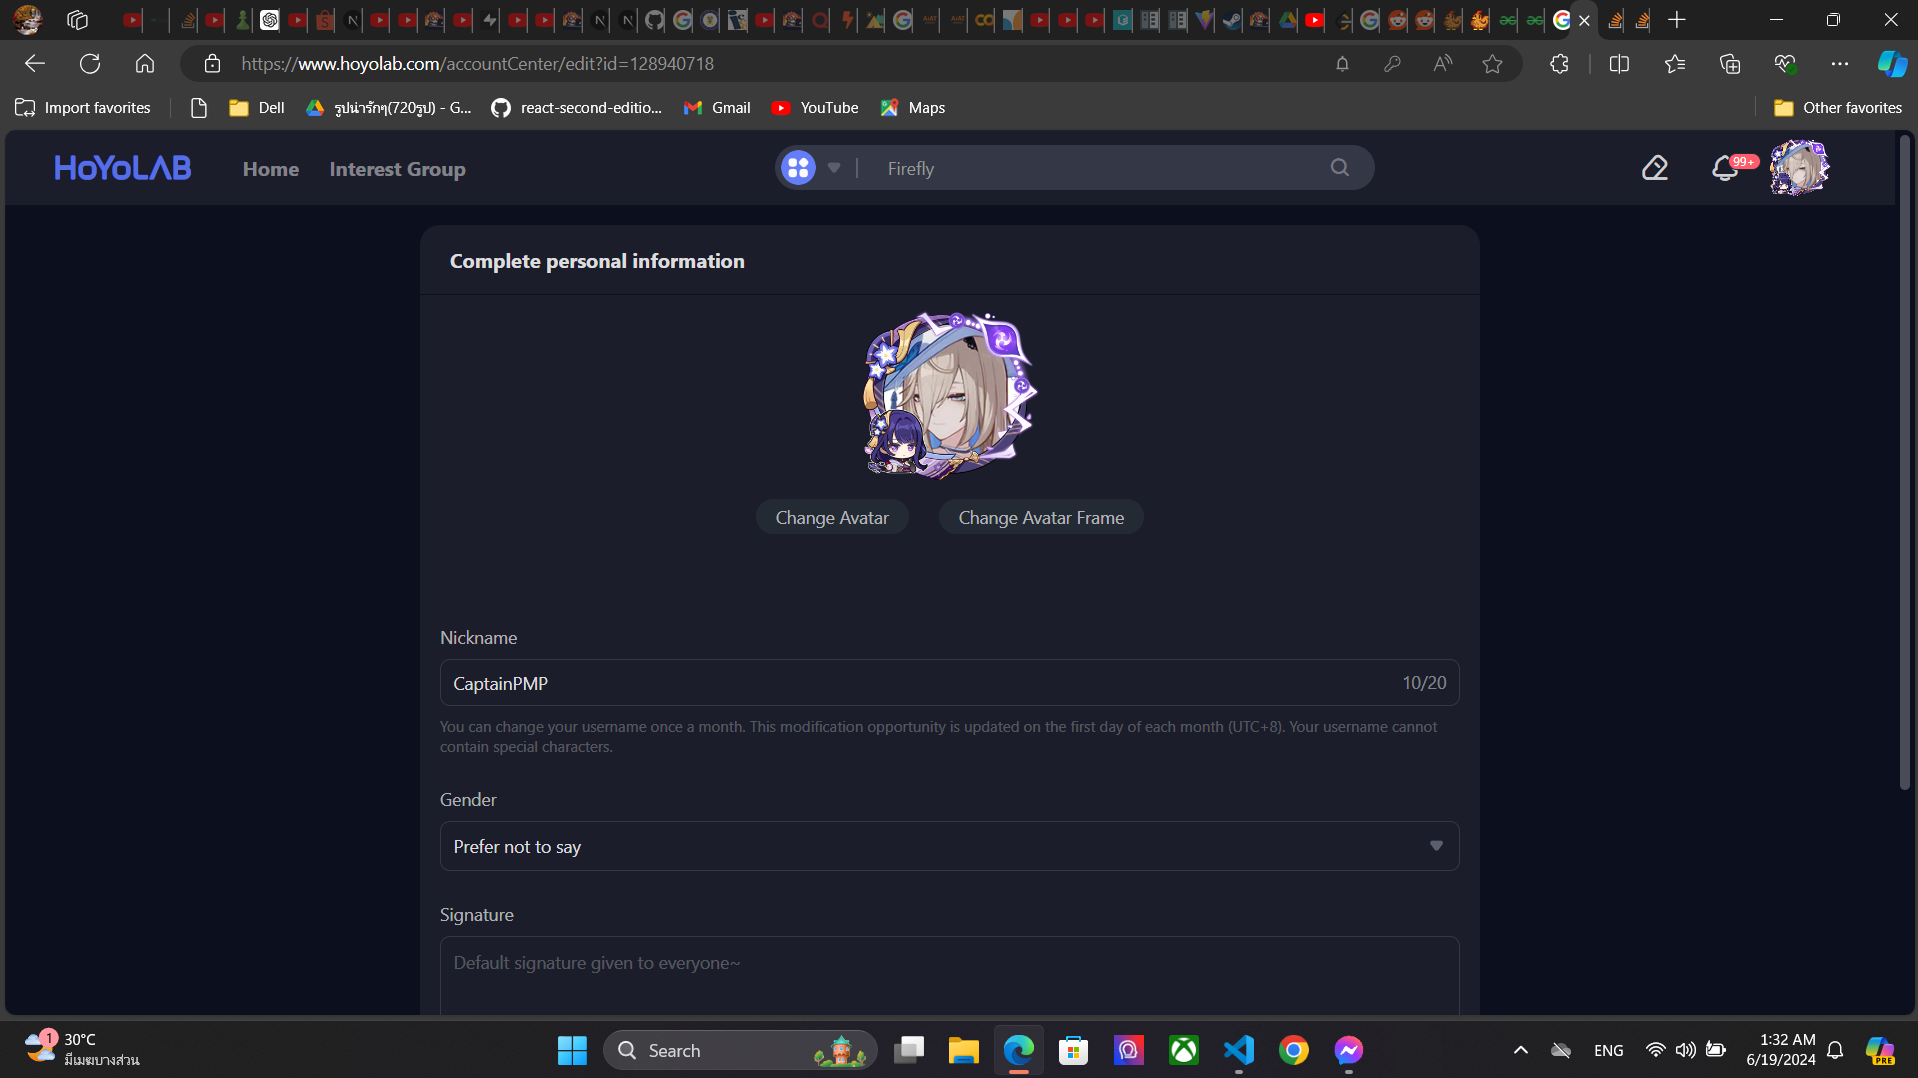 https://www.hoyolab.com/accountCenter/edit?id=128940718
Import favorites
Dell
รูปน่ารักๆ(720รูป) - G...
react-second-editio...
Gmail
YouTube
Maps
Other favorites
HoYoLAB
Home
Interest Group
Firefly
99+
Complete personal information
Change Avatar
Change Avatar Frame
Nickname
CaptainPMP
10/20
You can change your username once a month. This modification opportunity is updated on the first day of each month (UTC+8). Your username cannot
contain special characters.
Gender
Prefer not to say
Signature
Default signature given to everyone~
1
30°C
มีเมฆบางส่วน
Search
ENG
1:32 AM
6/19/2024
PRE